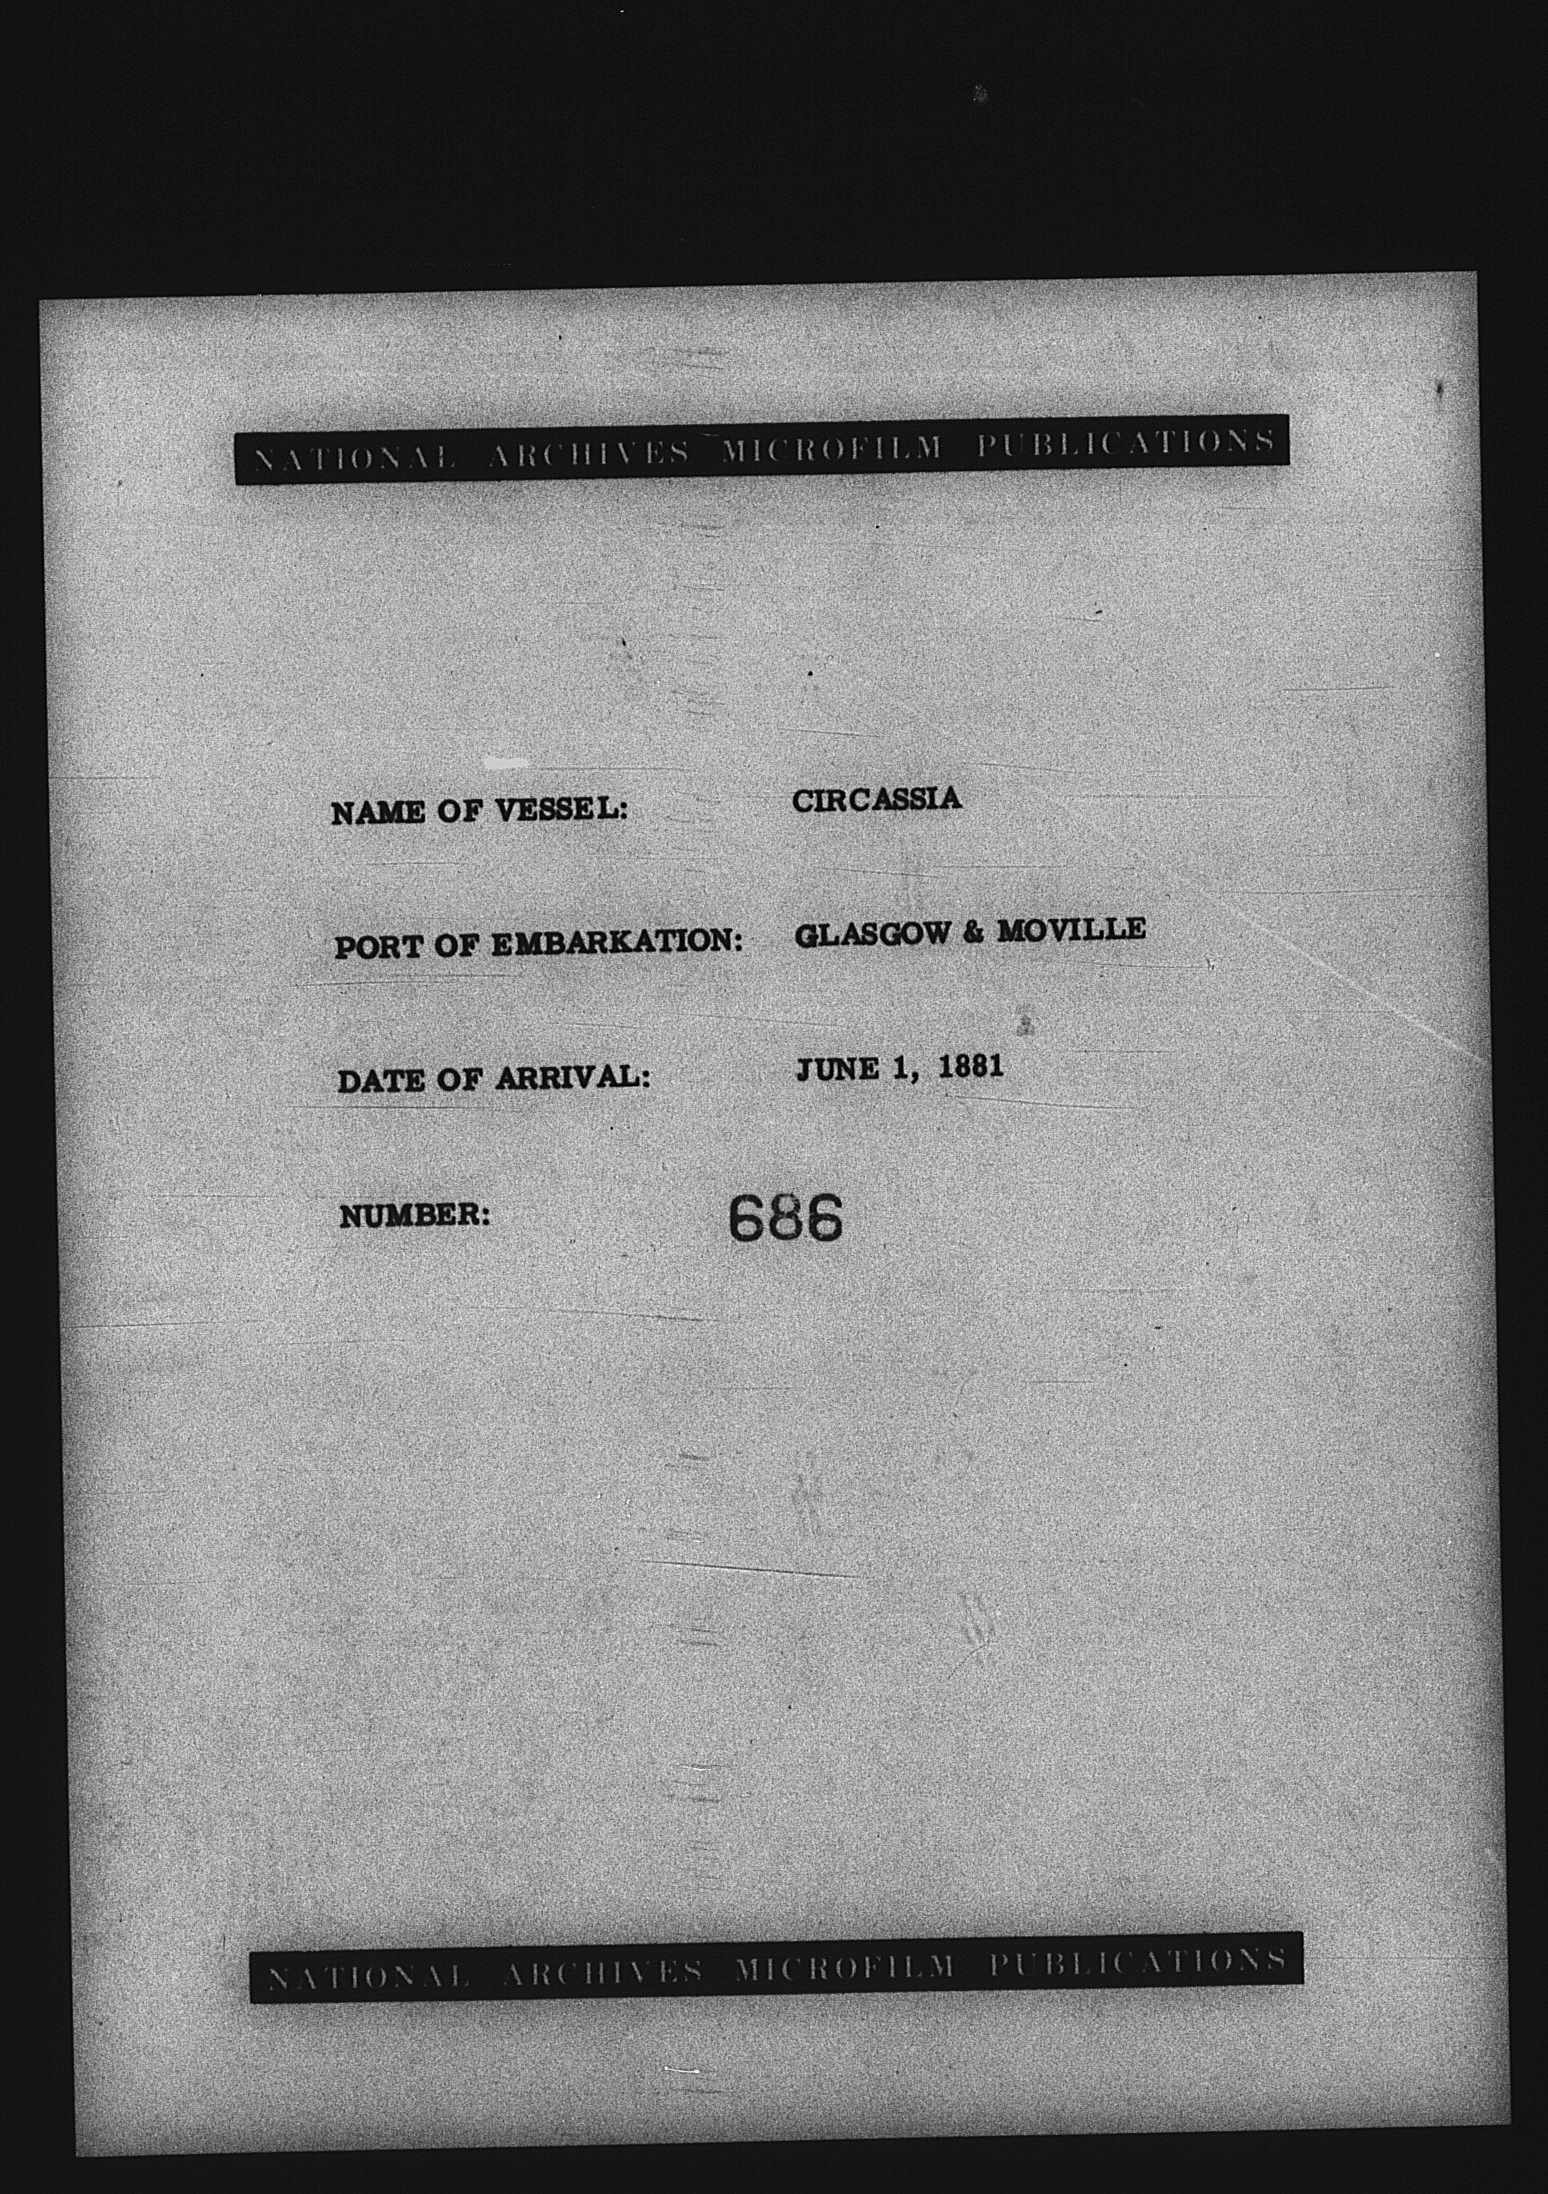 NATIONAL ARCHIVES MICROFILM PUBLICATIONS
NAME OF VESSEL: CIRCASSIA
PORT OF EMBARKATION: GLASGOW & MOVILLE
DATE OF ARRIVAL: JUNE 1, 1881
NUMBER: 686
NATIONAL ARCHIVES MICROFILM PUBLICATIONS